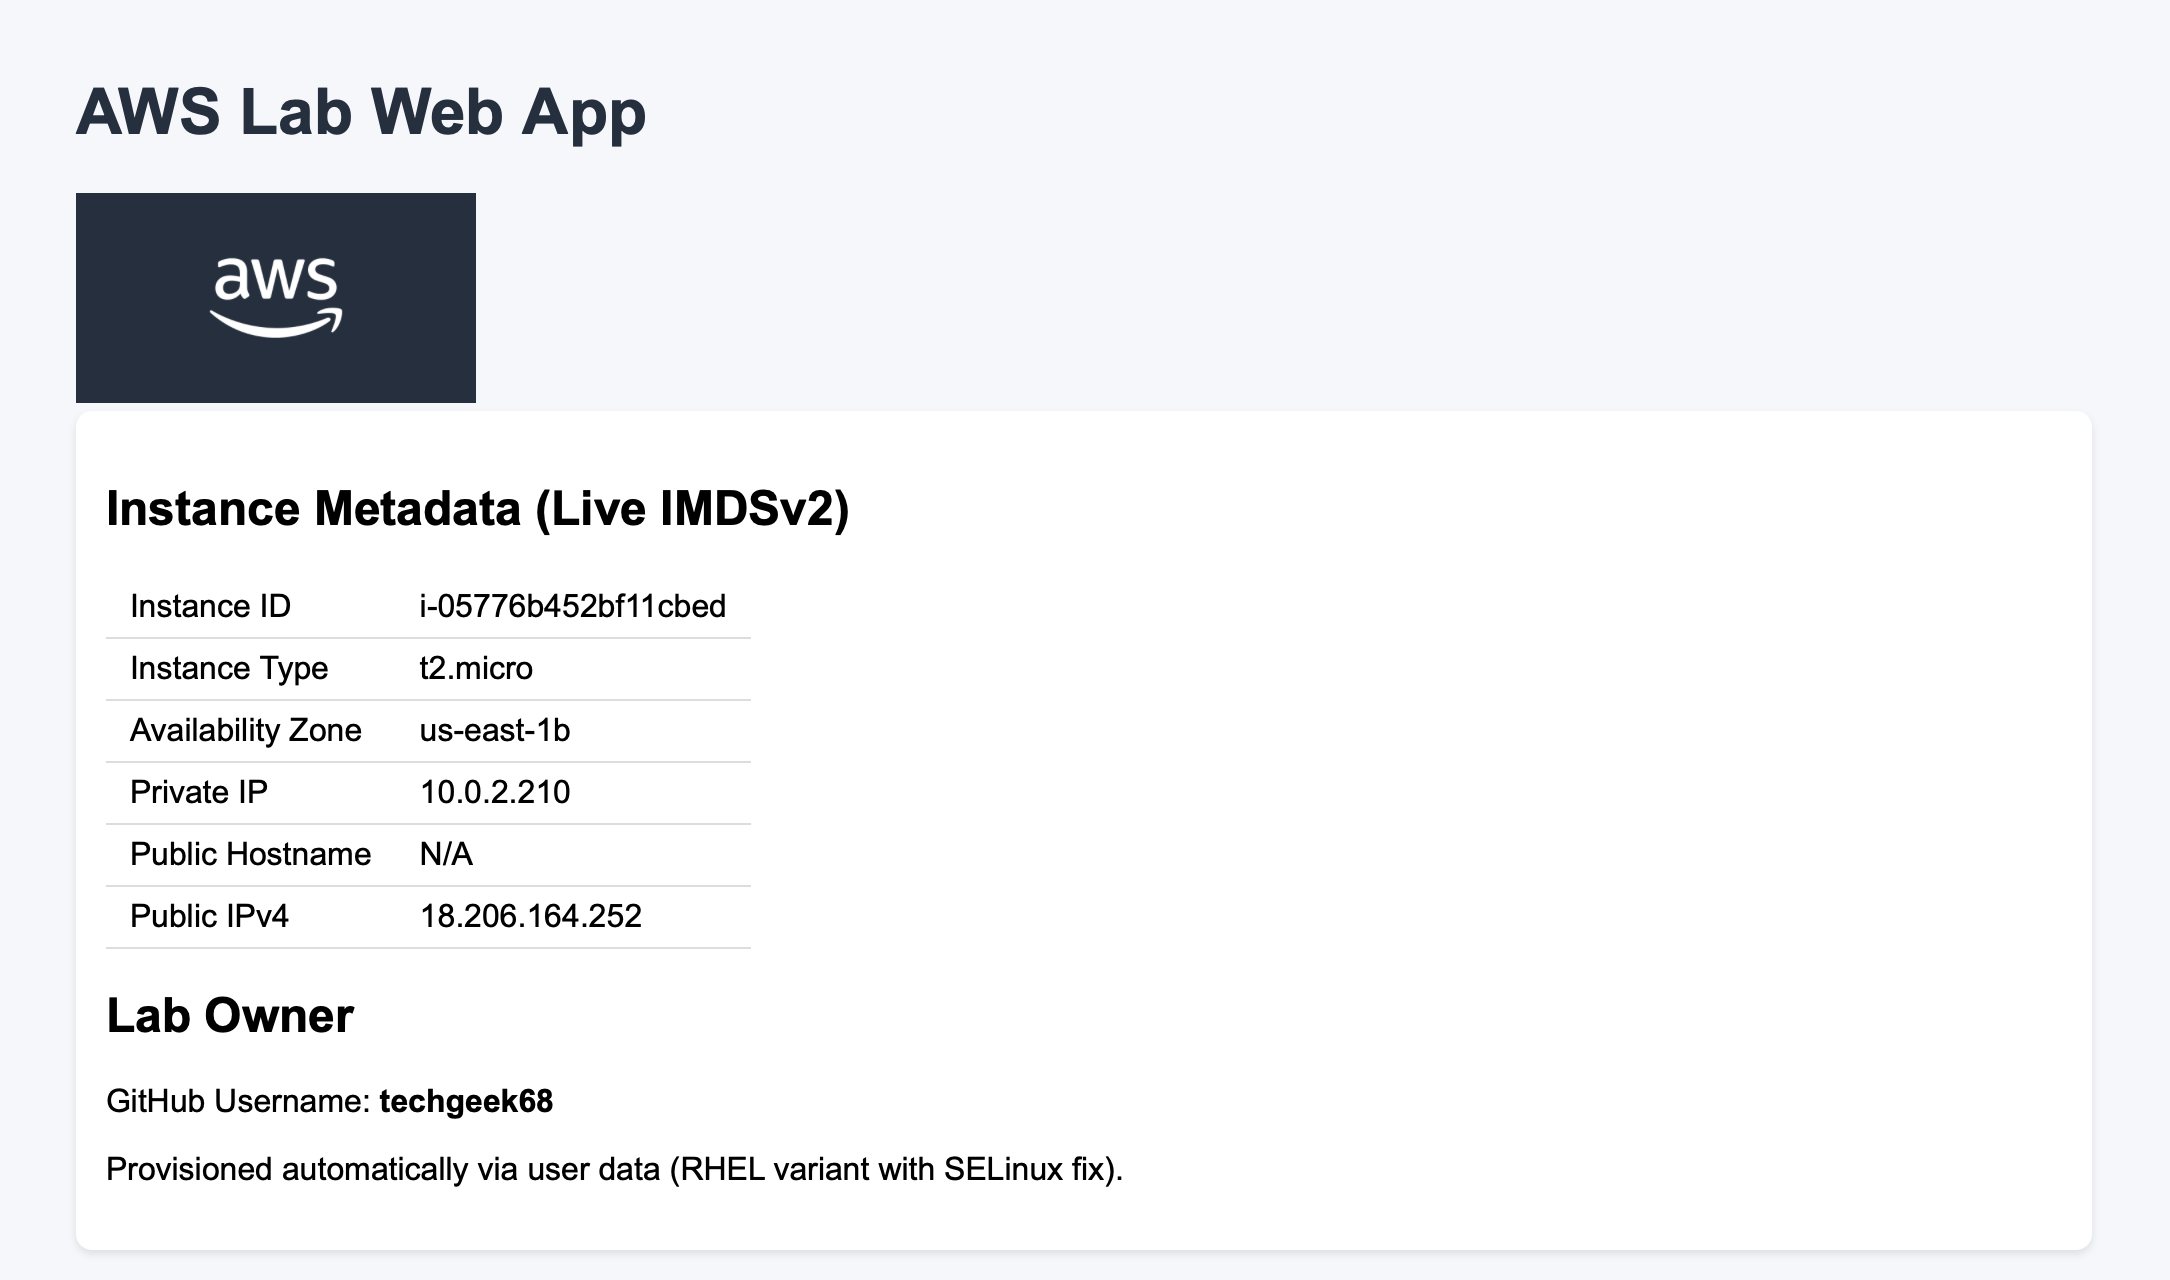 AWS Lab Web App
aws
Instance Metadata (Live IMDSv2)
Instance ID i-05776b452bf11cbed
Instance Type t2.micro
Availability Zone us-east-1b
Private IP 10.0.2.210
Public Hostname N/A
Public IPv4 18.206.164.252
Lab Owner
GitHub Username: techgeek68
Provisioned automatically via user data (RHEL variant with SELinux fix).